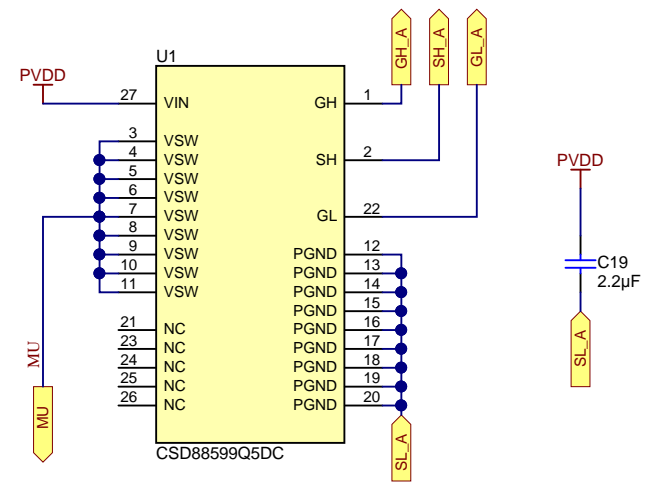 U1
PVDD
27 VIN
GH 1
3 VSW
4 VSW
SH 2
5 VSW
6 VSW
7 VSW
GL 22
8 VSW
9 VSW
PGND 12
10 VSW
PGND 13
11 VSW
PGND 14
PGND 15
21 NC
PGND 16
23 NC
PGND 17
24 NC
PGND 18
25 NC
PGND 19
26 NC
PGND 20
CSD88599Q5DC
GH_A
SH_A
GL_A
MU
MU
SL_A
PVDD
C19
2.2µF
SL_A